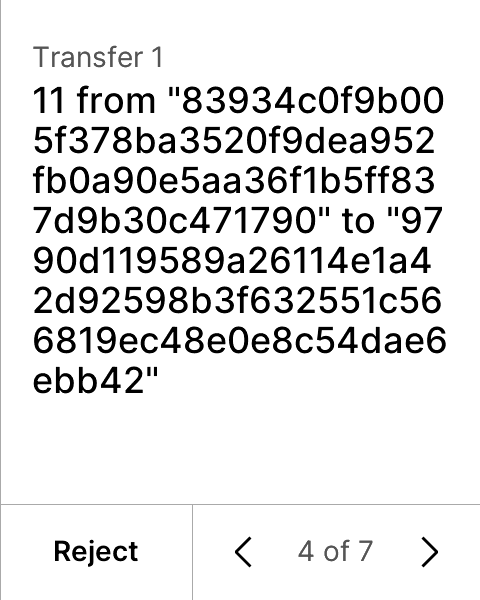 Transfer 1
11 from "83934c0f9b00
5f378ba3520f9dea952
fb0a90e5aa36f1b5ff83
7d9b30c471790" to "97
90d119589a26114e1a4
2d92598b3f632551c56
6819ec48e0e8c54dae6
ebb42"
Reject
4 of 7